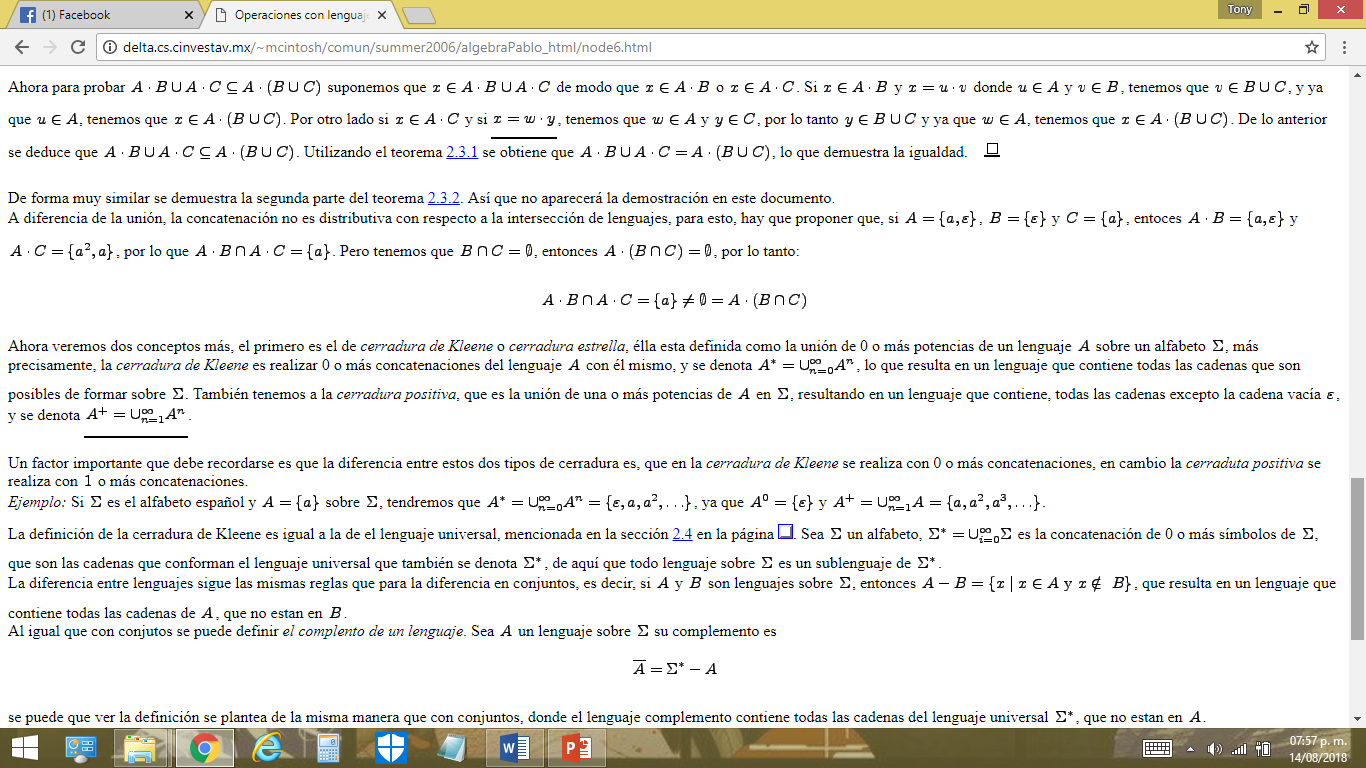 (1) Facebook
Operaciones con lenguaj
Tony
delta.cs.cinvestav.mx/~mcintosh/comun/summer2006/algebraPablo_html/node6.html
Ahora para probar A · B ∪ A · C ⊆ A · (B ∪ C) suponemos que x ∈ A · B ∪ A · C de modo que x ∈ A · B o x ∈ A · C. Si x ∈ A · B y x = u · v donde u ∈ A y v ∈ B, tenemos que v ∈ B ∪ C, y ya
que u ∈ A, tenemos que x ∈ A · (B ∪ C). Por otro lado si x ∈ A · C y si x = w · y, tenemos que w ∈ A y y ∈ C, por lo tanto y ∈ B ∪ C y ya que w ∈ A, tenemos que x ∈ A · (B ∪ C). De lo anterior
se deduce que A · B ∪ A · C ⊆ A · (B ∪ C). Utilizando el teorema 2.3.1 se obtiene que A · B ∪ A · C = A · (B ∪ C), lo que demuestra la igualdad. □
De forma muy similar se demuestra la segunda parte del teorema 2.3.2. Así que no aparecerá la demostración en este documento.
A diferencia de la unión, la concatenación no es distributiva con respecto a la intersección de lenguajes, para esto, hay que proponer que, si A = {a, ε}, B = {ε} y C = {a}, entoces A · B = {a, ε} y
A · C = {a², a}, por lo que A · B ∩ A · C = {a}. Pero tenemos que B ∩ C = ∅, entonces A · (B ∩ C) = ∅, por lo tanto:
A · B ∩ A · C = {a} ≠ ∅ = A · (B ∩ C)
Ahora veremos dos conceptos más, el primero es el de cerradura de Kleene o cerradura estrella, élla esta definida como la unión de 0 o más potencias de un lenguaje A sobre un alfabeto Σ, más
precisamente, la cerradura de Kleene es realizar 0 o más concatenaciones del lenguaje A con él mismo, y se denota A* = ∪∞n=0 Aⁿ, lo que resulta en un lenguaje que contiene todas las cadenas que son
posibles de formar sobre Σ. También tenemos a la cerradura positiva, que es la unión de una o más potencias de A en Σ, resultando en un lenguaje que contiene, todas las cadenas excepto la cadena vacía ε,
y se denota A⁺ = ∪∞n=1 Aⁿ.
Un factor importante que debe recordarse es que la diferencia entre estos dos tipos de cerradura es, que en la cerradura de Kleene se realiza con 0 o más concatenaciones, en cambio la cerraduta positiva se
realiza con 1 o más concatenaciones.
Ejemplo: Si Σ es el alfabeto español y A = {a} sobre Σ, tendremos que A* = ∪∞n=0 Aⁿ = {ε, a, a², ...}, ya que A⁰ = {ε} y A⁺ = ∪∞n=1 A = {a, a², a³, ...}.
La definición de la cerradura de Kleene es igual a la de el lenguaje universal, mencionada en la sección 2.4 en la página □. Sea Σ un alfabeto, Σ* = ∪∞i=0 Σ es la concatenación de 0 o más símbolos de Σ,
que son las cadenas que conforman el lenguaje universal que también se denota Σ*, de aquí que todo lenguaje sobre Σ es un sublenguaje de Σ*.
La diferencia entre lenguajes sigue las mismas reglas que para la diferencia en conjuntos, es decir, si A y B son lenguajes sobre Σ, entonces A − B = {x | x ∈ A y x ∉ B}, que resulta en un lenguaje que
contiene todas las cadenas de A, que no estan en B.
Al igual que con conjutos se puede definir el complento de un lenguaje. Sea A un lenguaje sobre Σ su complemento es
A̅ = Σ* − A
se puede que ver la definición se plantea de la misma manera que con conjuntos, donde el lenguaje complemento contiene todas las cadenas del lenguaje universal Σ*, que no estan en A.
07:57 p. m.
14/08/2018